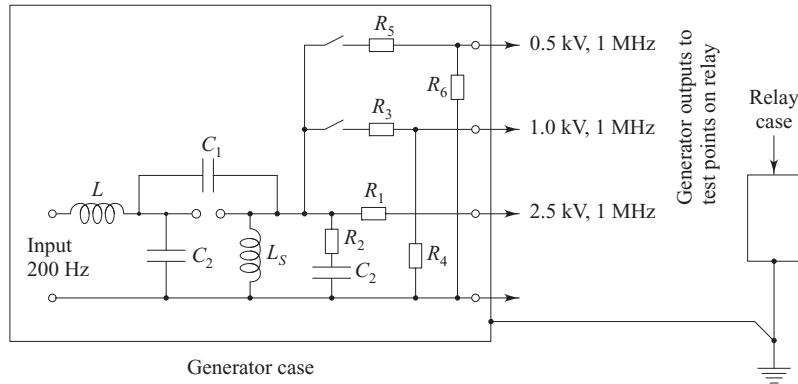 R5
0.5 kV, 1 MHz
R6
R3
1.0 kV, 1 MHz
Generator outputs to
test points on relay
Relay
case
C1
L
R1
2.5 kV, 1 MHz
Input
200 Hz
C2
LS
R2
C2
R4
Generator case